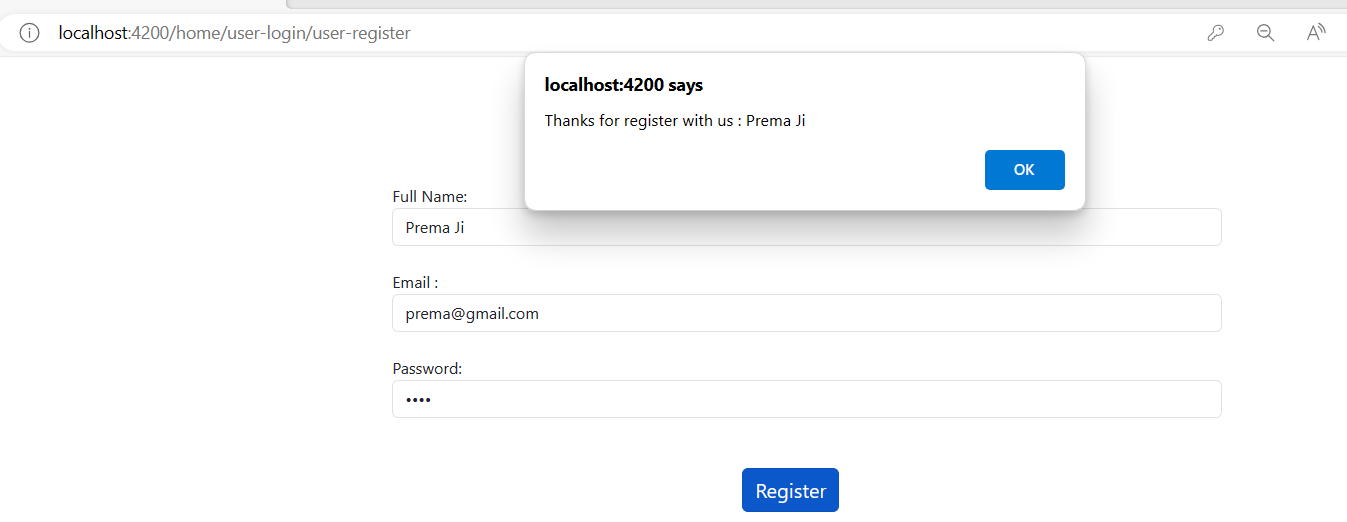 localhost:4200/home/user-login/user-register
localhost:4200 says
Thanks for register with us : Prema Ji
OK
Full Name:
Prema Ji
Email :
prema@gmail.com
Password:
••••
Register